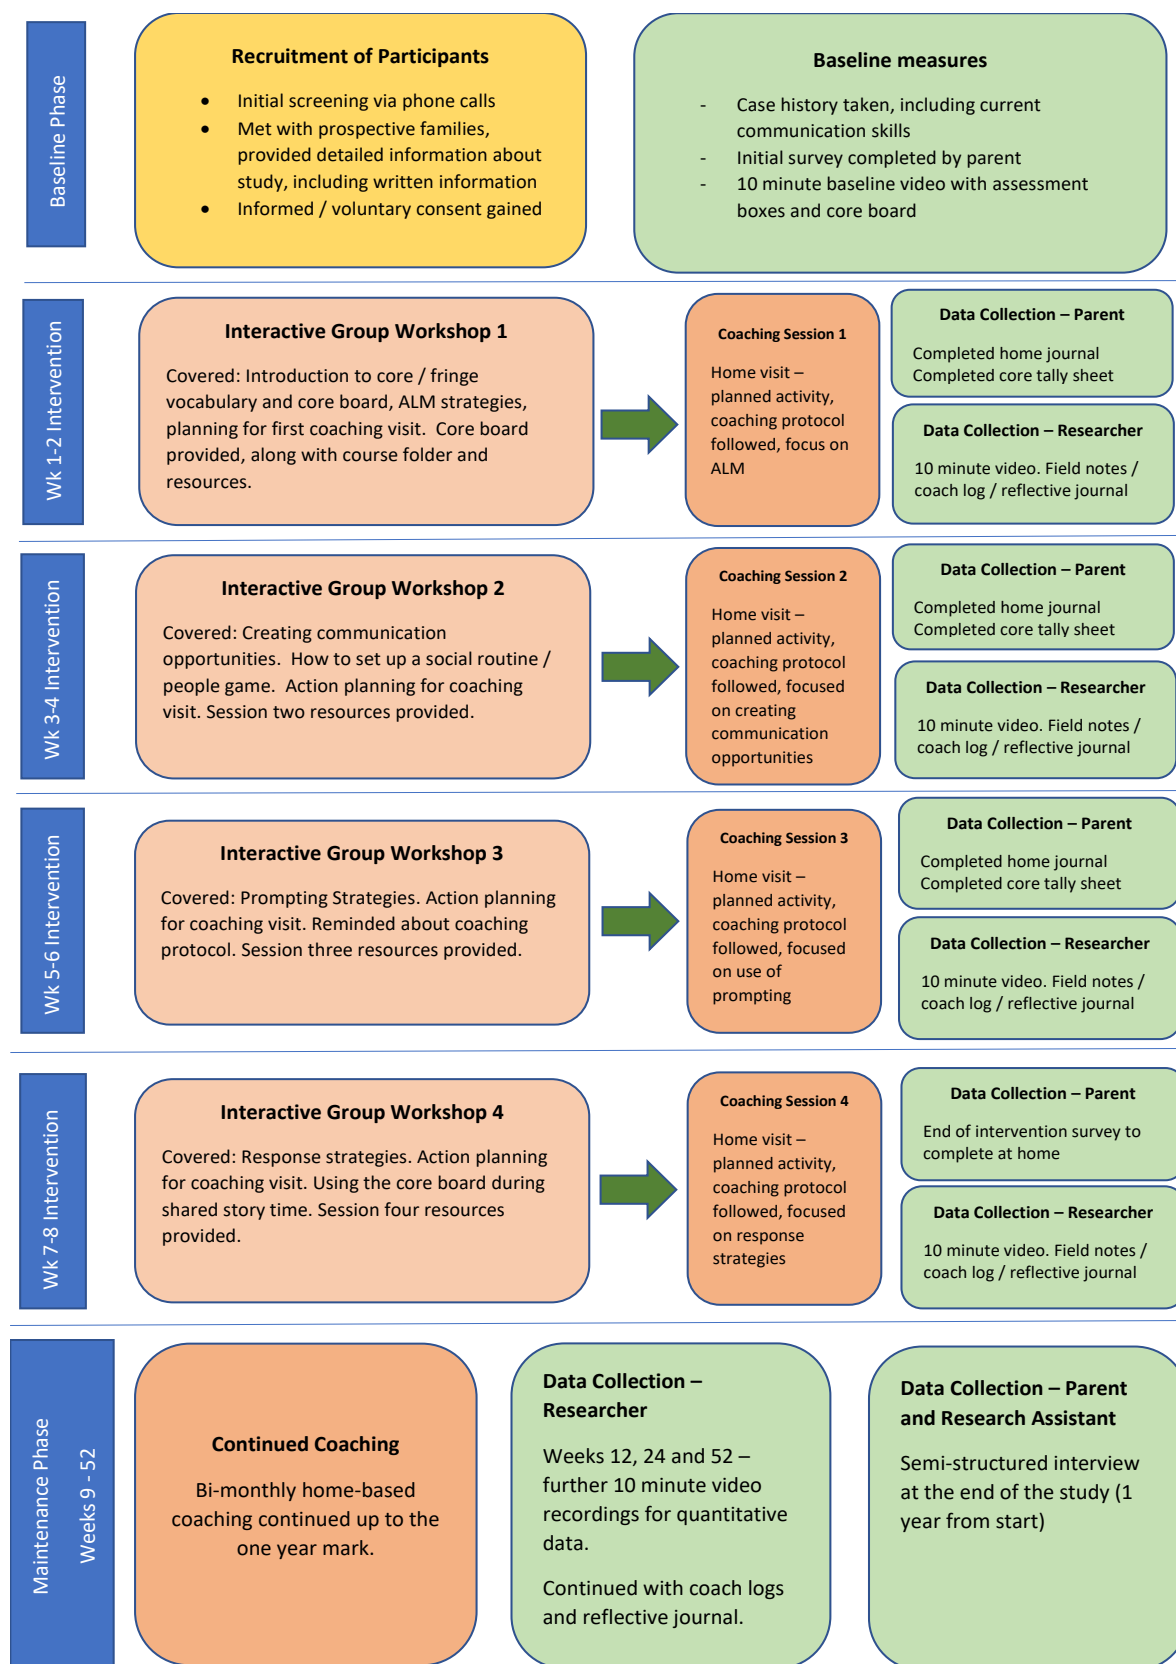 Baseline Phase
Recruitment of Participants
• Initial screening via phone calls
• Met with prospective families,
provided detailed information about
study, including written information
• Informed / voluntary consent gained
Baseline measures
- Case history taken, including current
communication skills
- Initial survey completed by parent
- 10 minute baseline video with assessment
boxes and core board
Wk 1-2 Intervention
Interactive Group Workshop 1
Covered: Introduction to core / fringe
vocabulary and core board, ALM strategies,
planning for first coaching visit. Core board
provided, along with course folder and
resources.
Coaching Session 1
Home visit –
planned activity,
coaching protocol
followed, focus on
ALM
Data Collection – Parent
Completed home journal
Completed core tally sheet
Data Collection – Researcher
10 minute video. Field notes /
coach log / reflective journal
Wk 3-4 Intervention
Interactive Group Workshop 2
Covered: Creating communication
opportunities. How to set up a social routine /
people game. Action planning for coaching
visit. Session two resources provided.
Coaching Session 2
Home visit –
planned activity,
coaching protocol
followed, focused
on creating
communication
opportunities
Data Collection – Parent
Completed home journal
Completed core tally sheet
Data Collection – Researcher
10 minute video. Field notes /
coach log / reflective journal
Wk 5-6 Intervention
Interactive Group Workshop 3
Covered: Prompting Strategies. Action planning
for coaching visit. Reminded about coaching
protocol. Session three resources provided.
Coaching Session 3
Home visit –
planned activity,
coaching protocol
followed, focused
on use of
prompting
Data Collection – Parent
Completed home journal
Completed core tally sheet
Data Collection – Researcher
10 minute video. Field notes /
coach log / reflective journal
Wk 7-8 Intervention
Interactive Group Workshop 4
Covered: Response strategies. Action planning
for coaching visit. Using the core board during
shared story time. Session four resources
provided.
Coaching Session 4
Home visit –
planned activity,
coaching protocol
followed, focused
on response
strategies
Data Collection – Parent
End of intervention survey to
complete at home
Data Collection – Researcher
10 minute video. Field notes /
coach log / reflective journal
Maintenance Phase
Weeks 9 - 52
Continued Coaching
Bi-monthly home-based
coaching continued up to the
one year mark.
Data Collection –
Researcher
Weeks 12, 24 and 52 –
further 10 minute video
recordings for quantitative
data.
Continued with coach logs
and reflective journal.
Data Collection – Parent
and Research Assistant
Semi-structured interview
at the end of the study (1
year from start)